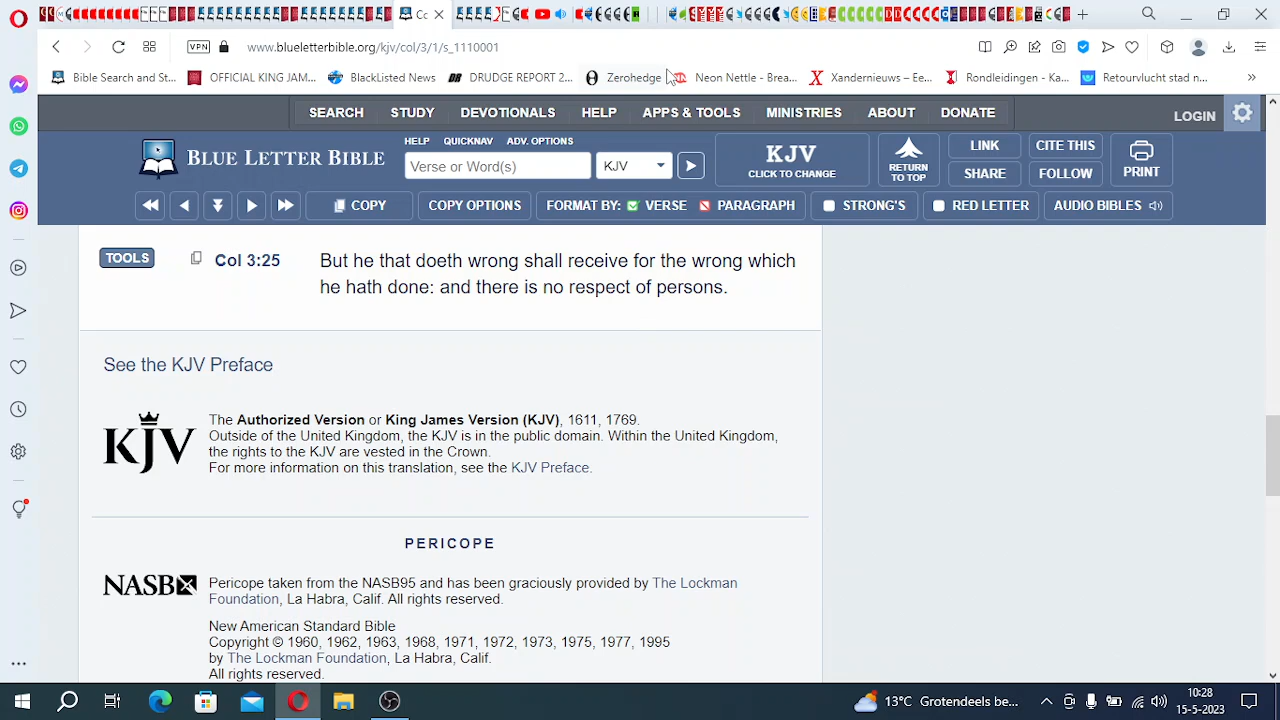 Co
VPN www.blueletterbible.org/kjv/col/3/1/s_1110001
Bible Search and St... OFFICIAL KING JAM... BlackListed News DRUDGE REPORT 2... Zerohedge Neon Nettle - Brea... Xandernieuws – Ee... Rondleidingen - Ka... Retourvlucht stad n... »
SEARCH STUDY DEVOTIONALS HELP APPS & TOOLS MINISTRIES ABOUT DONATE LOGIN
HELP QUICKNAV ADV. OPTIONS
BLUE LETTER BIBLE
Verse or Word(s) KJV
KJV
CLICK TO CHANGE
RETURN
TO TOP
LINK CITE THIS
SHARE FOLLOW
PRINT
COPY COPY OPTIONS FORMAT BY: VERSE PARAGRAPH STRONG'S RED LETTER AUDIO BIBLES
TOOLS Col 3:25 But he that doeth wrong shall receive for the wrong which
he hath done: and there is no respect of persons.
See the KJV Preface
KJV
The Authorized Version or King James Version (KJV), 1611, 1769.
Outside of the United Kingdom, the KJV is in the public domain. Within the United Kingdom,
the rights to the KJV are vested in the Crown.
For more information on this translation, see the KJV Preface.
PERICOPE
NASB
Pericope taken from the NASB95 and has been graciously provided by The Lockman
Foundation, La Habra, Calif. All rights reserved.
New American Standard Bible
Copyright © 1960, 1962, 1963, 1968, 1971, 1972, 1973, 1975, 1977, 1995
by The Lockman Foundation, La Habra, Calif.
All rights reserved.
13°C Grotendeels be...
10:28
15-5-2023